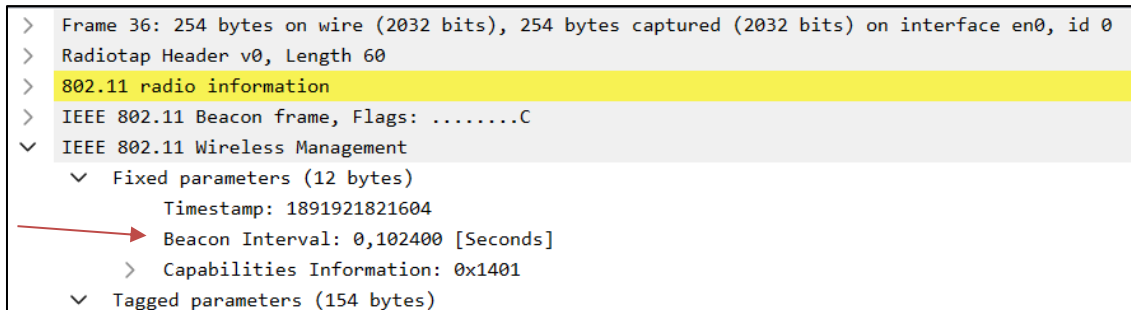 Frame 36: 254 bytes on wire (2032 bits), 254 bytes captured (2032 bits) on interface en0, id 0
Radiotap Header v0, Length 60
802.11 radio information
IEEE 802.11 Beacon frame, Flags: ........C
IEEE 802.11 Wireless Management
Fixed parameters (12 bytes)
Timestamp: 1891921821604
Beacon Interval: 0,102400 [Seconds]
Capabilities Information: 0x1401
Tagged parameters (154 bytes)